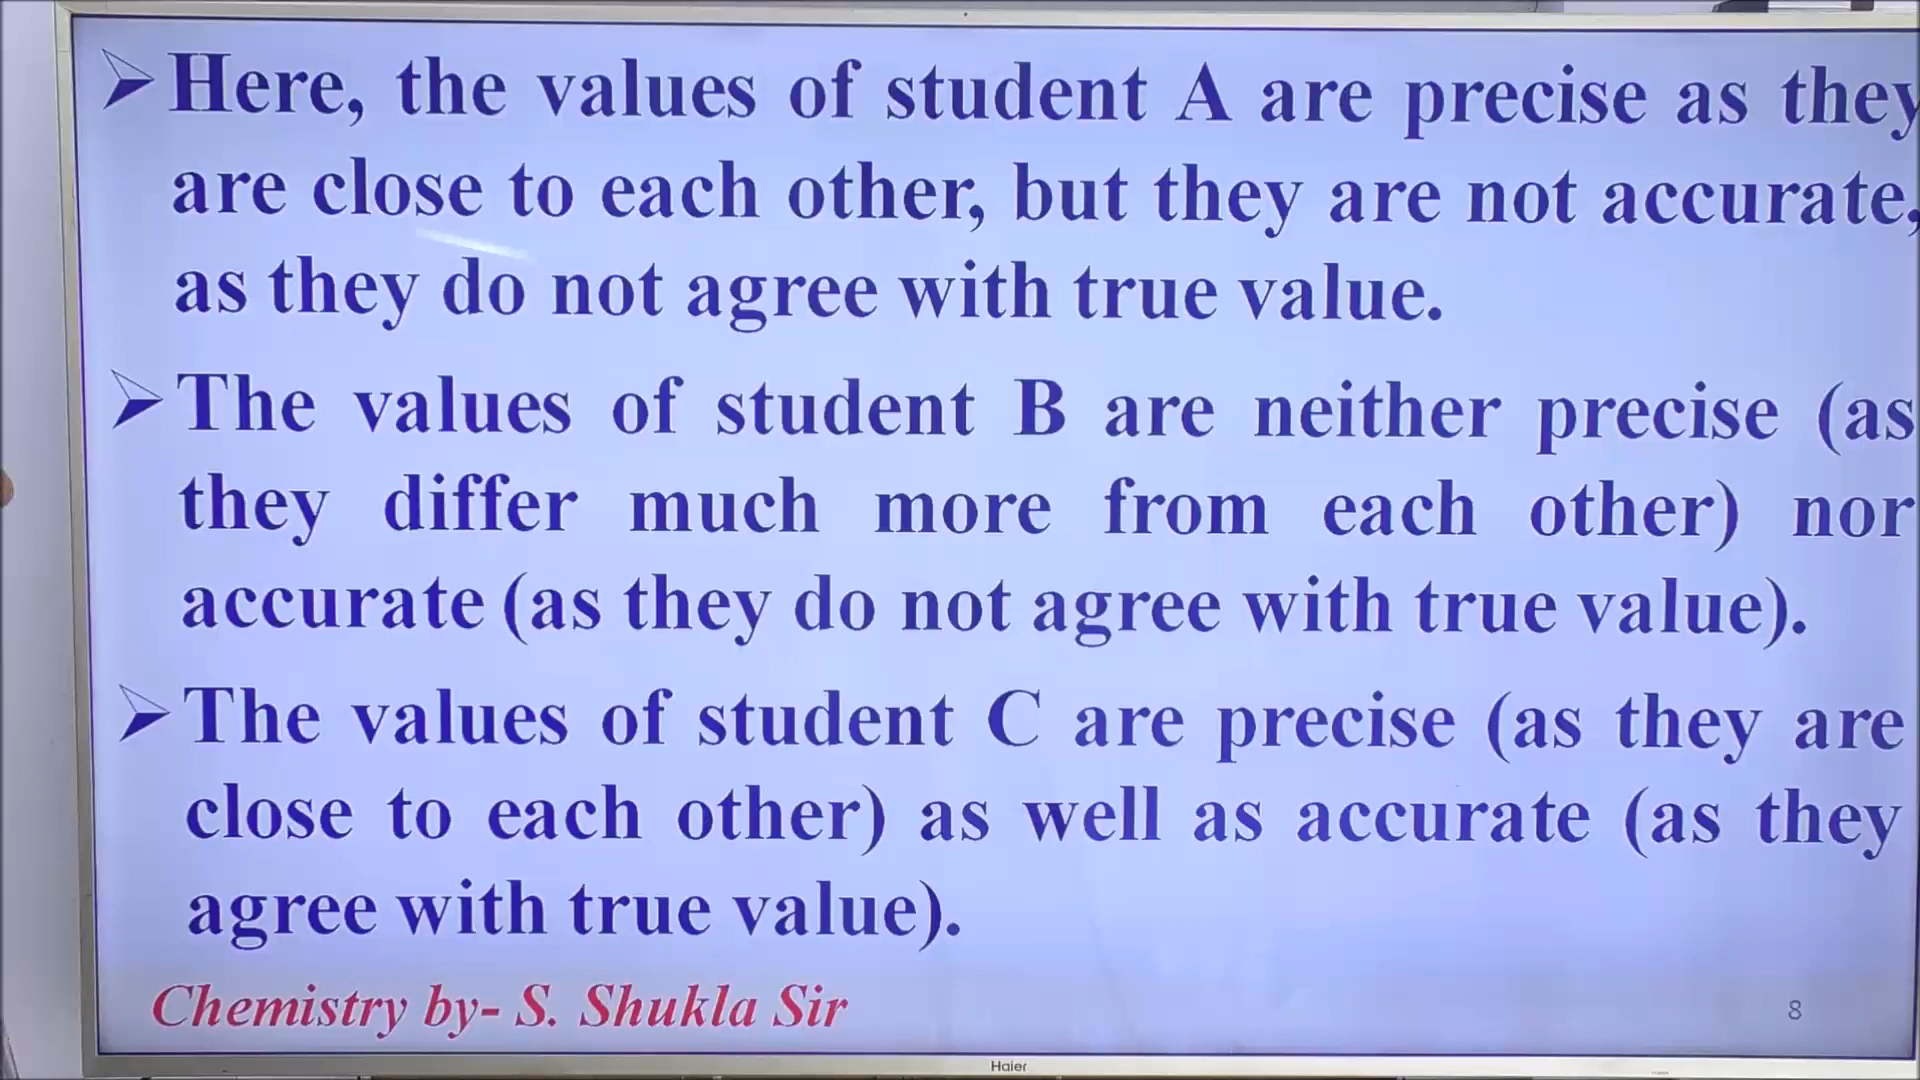 Here, the values of student A are precise as they
are close to each other, but they are not accurate,
as they do not agree with true value.
The values of student B are neither precise (as
they differ much more from each other) nor
accurate (as they do not agree with true value).
The values of student C are precise (as they are
close to each other) as well as accurate (as they
agree with true value).
Chemistry by- S. Shukla Sir
8
Haier